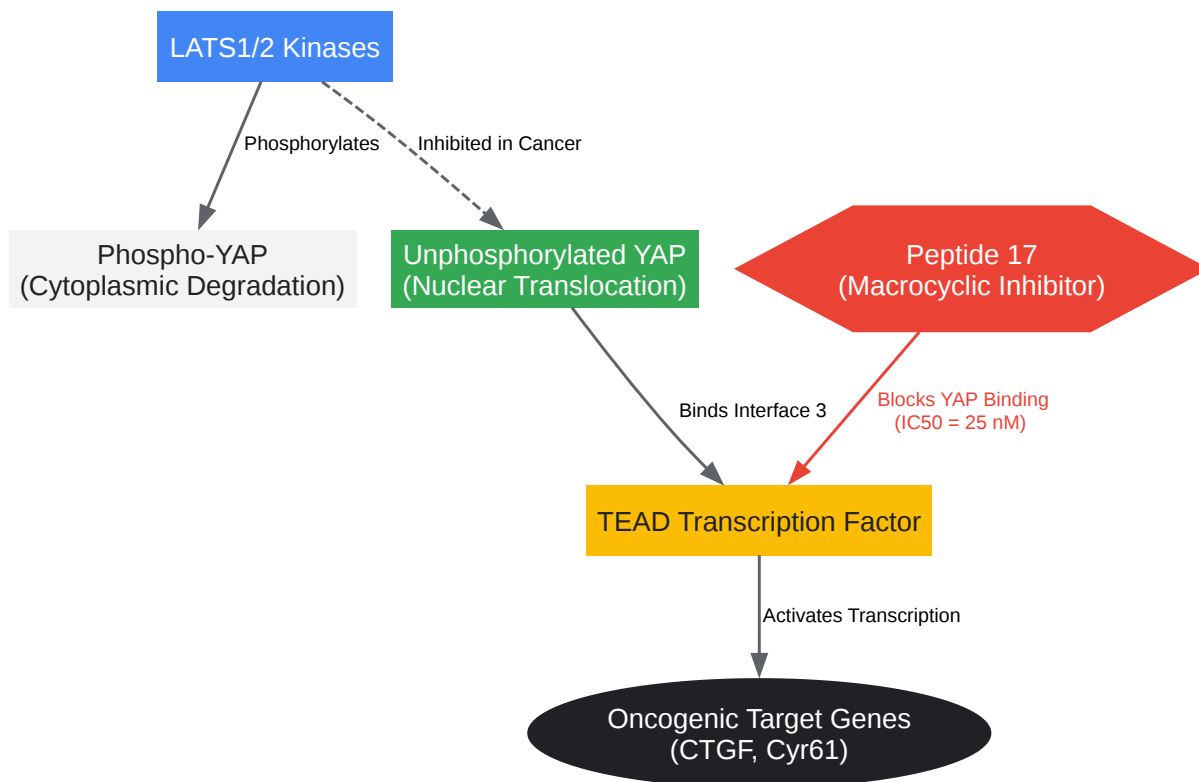 LATS1/2 Kinases
Phosphorylates
Inhibited in Cancer
Phospho-YAP
(Cytoplasmic Degradation)
Unphosphorylated YAP
(Nuclear Translocation)
Peptide 17
(Macrocyclic Inhibitor)
Binds Interface 3
Blocks YAP Binding
(IC50 = 25 nM)
TEAD Transcription Factor
Activates Transcription
Oncogenic Target Genes
(CTGF, Cyr61)